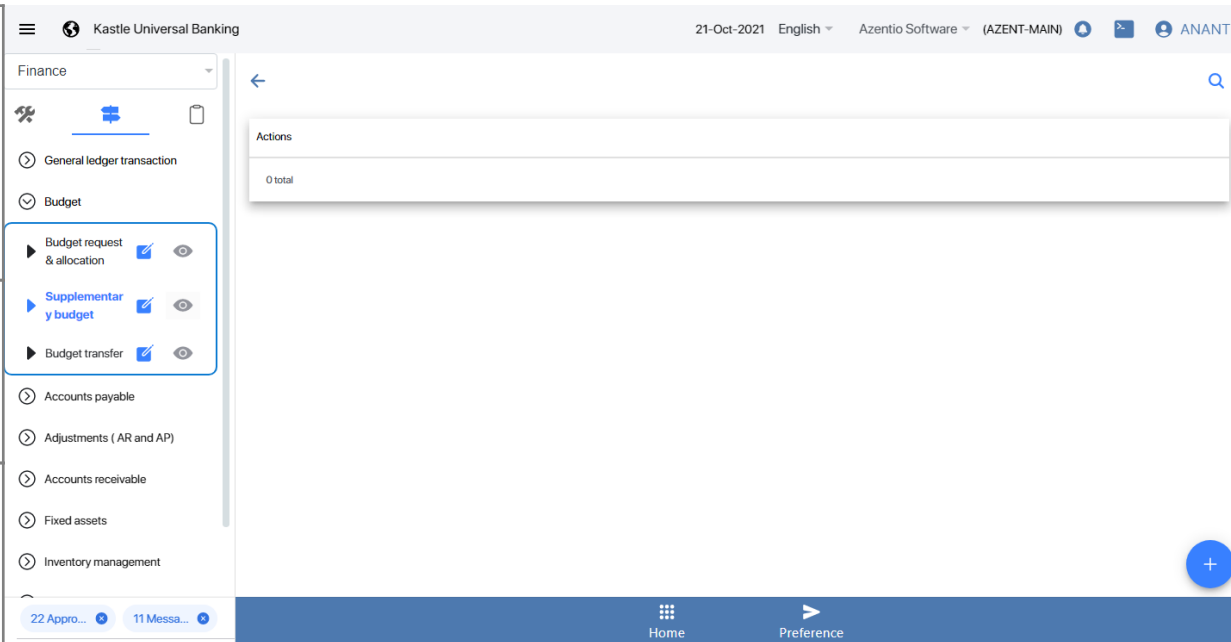 Kastle Universal Banking
21-Oct-2021 English Azentio Software (AZENT-MAIN) ANANT
Finance
General ledger transaction
Budget
Budget request
& allocation
Supplementar
y budget
Budget transfer
Accounts payable
Adjustments ( AR and AP)
Accounts receivable
Fixed assets
Inventory management
22 Appro... 11 Messa...
Actions
0 total
Home Preference